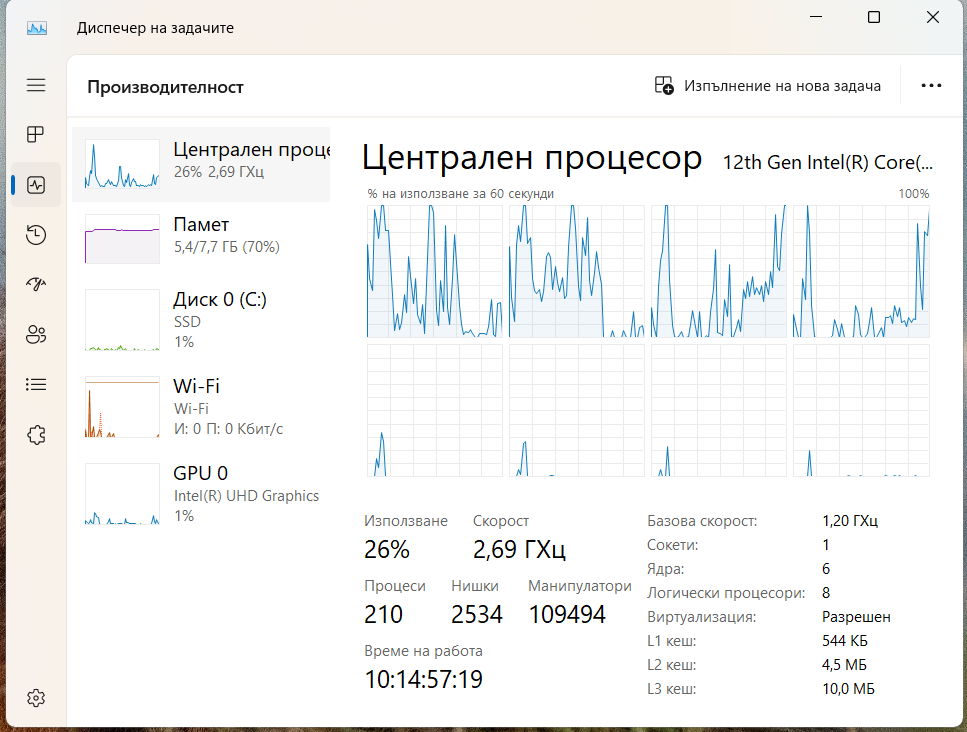 Диспечер на задачите
Производителност
Изпълнение на нова задача
Централен проце
26% 2,69 ГХц
Памет
5,4/7,7 ГБ (70%)
Диск 0 (C:)
SSD
1%
Wi-Fi
Wi-Fi
И: 0 П: 0 Кбит/с
GPU 0
Intel(R) UHD Graphics
1%
Централен процесор 12th Gen Intel(R) Core(...
% на използване за 60 секунди 100%
Използване Скорост
26% 2,69 ГХц
Процеси Нишки Манипулатори
210 2534 109494
Време на работа
10:14:57:19
Базова скорост: 1,20 ГХц
Сокети: 1
Ядра: 6
Логически процесори: 8
Виртуализация: Разрешен
L1 кеш: 544 КБ
L2 кеш: 4,5 МБ
L3 кеш: 10,0 МБ